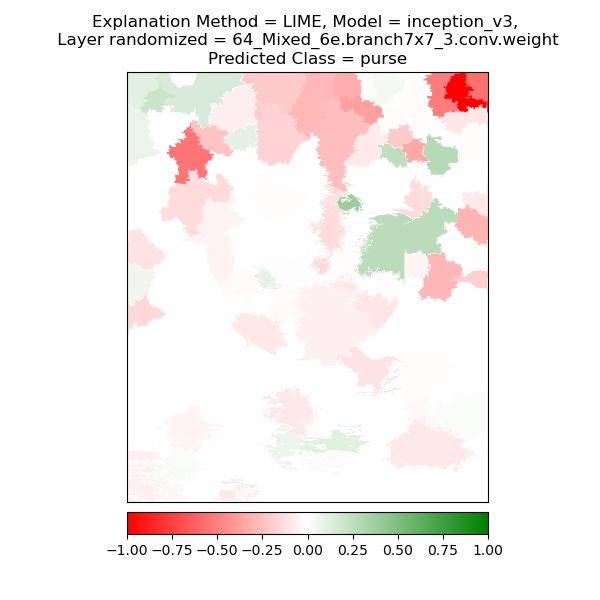 Explanation Method = LIME, Model = inception_v3,
Layer randomized = 64_Mixed_6e.branch7x7_3.conv.weight
Predicted Class = purse
−1.00 −0.75 −0.50 −0.25 0.00 0.25 0.50 0.75 1.00